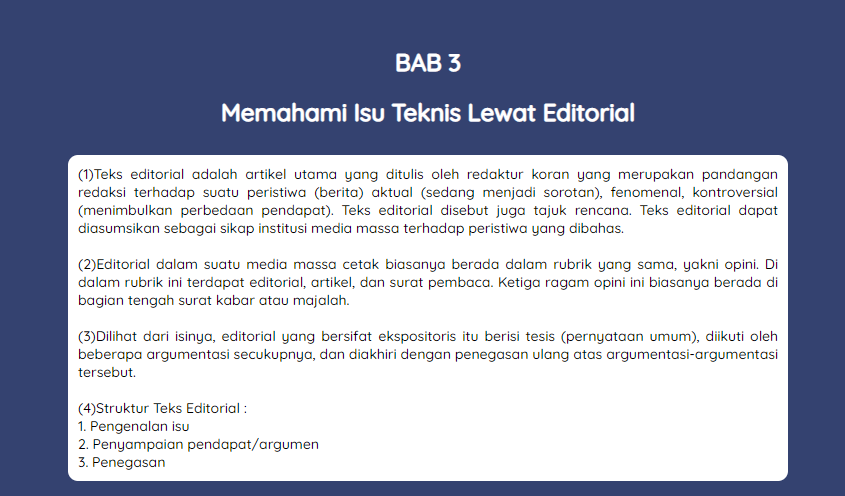 BAB 3
Memahami Isu Teknis Lewat Editorial
(1)Teks editorial adalah artikel utama yang ditulis oleh redaktur koran yang merupakan pandangan
redaksi terhadap suatu peristiwa (berita) aktual (sedang menjadi sorotan), fenomenal, kontroversial
(menimbulkan perbedaan pendapat). Teks editorial disebut juga tajuk rencana. Teks editorial dapat
diasumsikan sebagai sikap institusi media massa terhadap peristiwa yang dibahas.
(2)Editorial dalam suatu media massa cetak biasanya berada dalam rubrik yang sama, yakni opini. Di
dalam rubrik ini terdapat editorial, artikel, dan surat pembaca. Ketiga ragam opini ini biasanya berada di
bagian tengah surat kabar atau majalah.
(3)Dilihat dari isinya, editorial yang bersifat ekspositoris itu berisi tesis (pernyataan umum), diikuti oleh
beberapa argumentasi secukupnya, dan diakhiri dengan penegasan ulang atas argumentasi-argumentasi
tersebut.
(4)Struktur Teks Editorial :
1. Pengenalan isu
2. Penyampaian pendapat/argumen
3. Penegasan